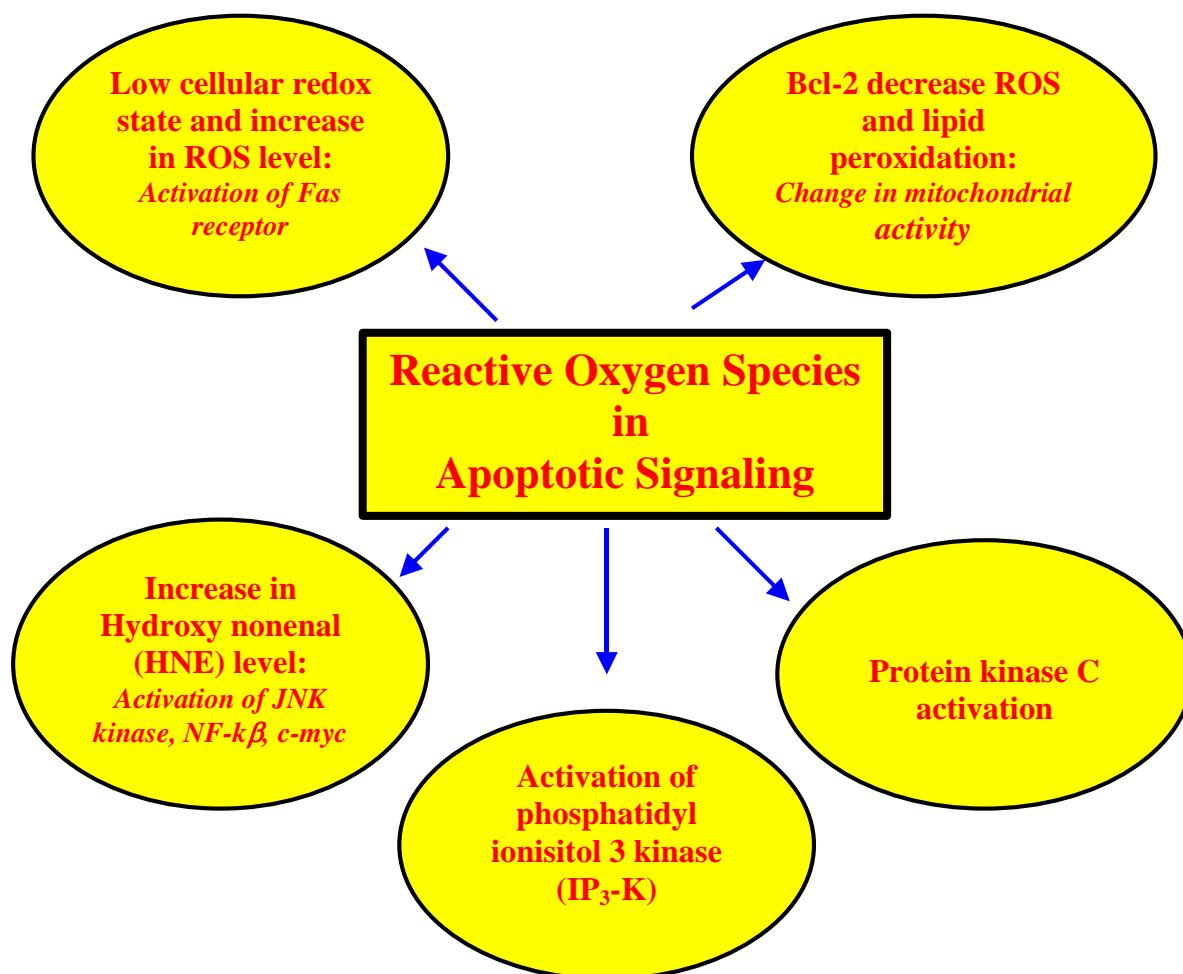 Low cellular redox
state and increase
in ROS level:
Activation of Fas
receptor
Bcl-2 decrease ROS
and lipid
peroxidation:
Change in mitochondrial
activity
Reactive Oxygen Species
in
Apoptotic Signaling
Increase in
Hydroxy nonenal
(HNE) level:
Activation of JNK
kinase, NF-kβ, c-myc
Activation of
phosphatidyl
ionisitol 3 kinase
(IP₃-K)
Protein kinase C
activation